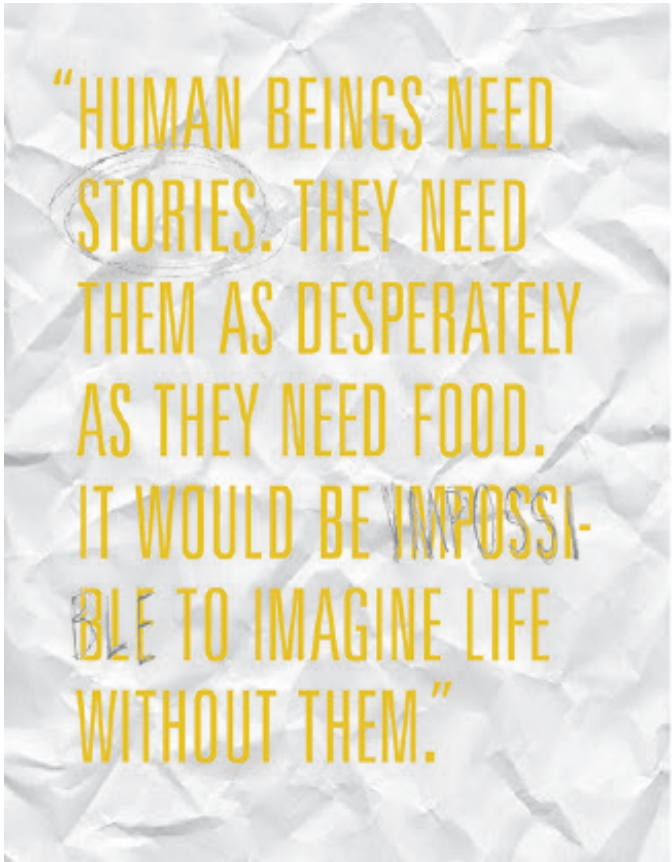 “HUMAN BEINGS NEED
STORIES. THEY NEED
THEM AS DESPERATELY
AS THEY NEED FOOD.
IT WOULD BE IMPOSSI-
BLE TO IMAGINE LIFE
WITHOUT THEM.”